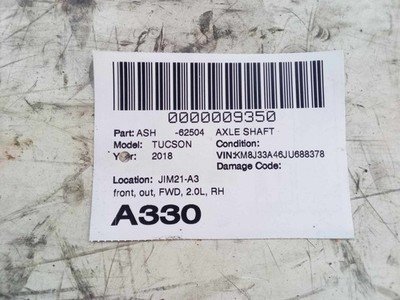 0000009350
Part: ASH -62504 AXLE SHAFT
Model: TUCSON Condition:
Year: 2018 VIN:KM8J33A46JU688378
Damage Code:
Location: JIM21-A3
front, out, FWD, 2.0L, RH
A330